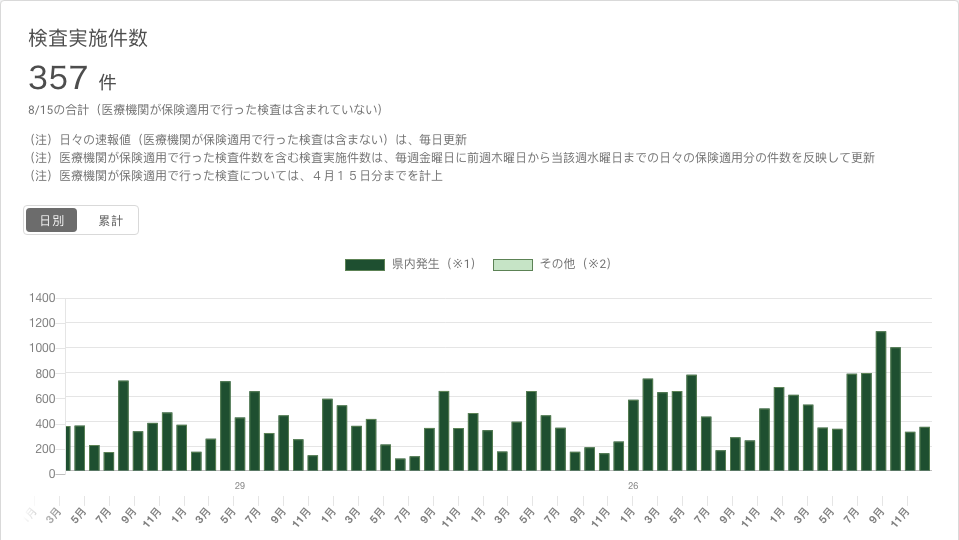 検査実施件数
357 件
8/15の合計（医療機関が保険適用で行った検査は含まれていない）
（注）日々の速報値（医療機関が保険適用で行った検査は含まない）は、毎日更新
（注）医療機関が保険適用で行った検査件数を含む検査実施件数は、毎週金曜日に前週木曜日から当該週水曜日までの日々の保険適用分の件数を反映して更新
（注）医療機関が保険適用で行った検査については、４月１５日分までを計上
日別 累計
県内発生（※1） その他（※2）
1400
1200
1000
800
600
400
200
0
29 26
3月 5月 7月 9月 11月 1月 3月 5月 7月 9月 11月 1月 3月 5月 7月 9月 11月 1月 3月 5月 7月 9月 11月 1月 3月 5月 7月 9月 11月 1月 3月 5月 7月 9月 11月